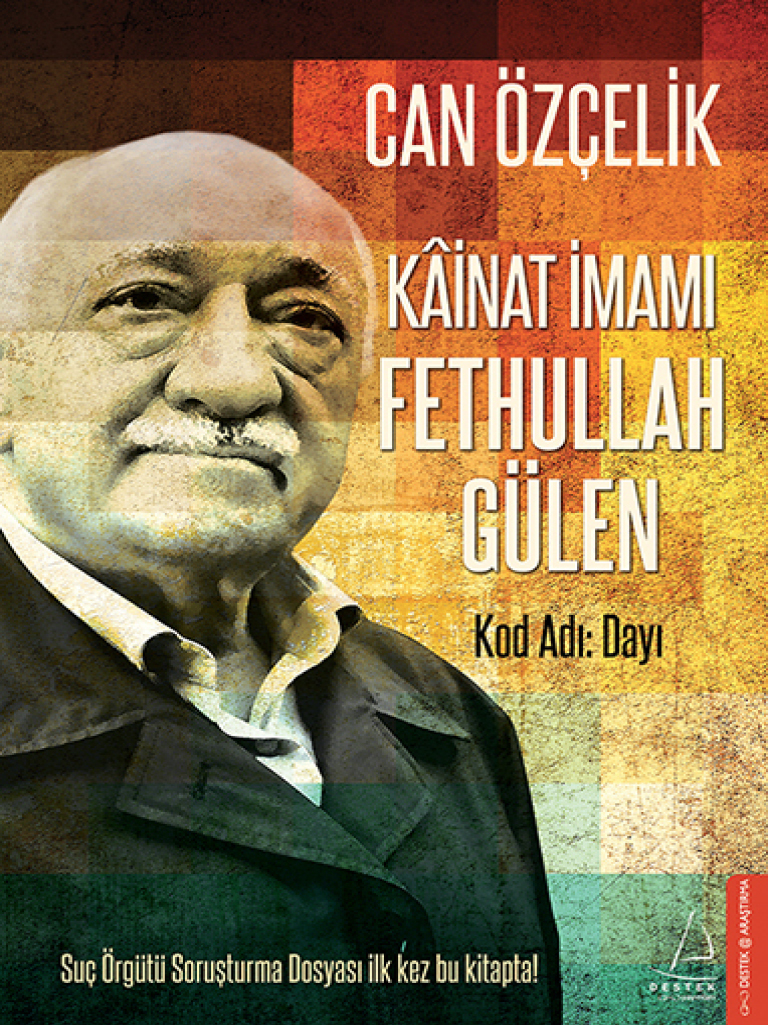 CAN ÖZÇELİK
KÂİNAT İMAMI
FETHULLAH
GÜLEN
Kod Adı: Dayı
Suç Örgütü Soruşturma Dosyası ilk kez bu kitapta!
DESTEK
DESTEK @ ARAŞTIRMA